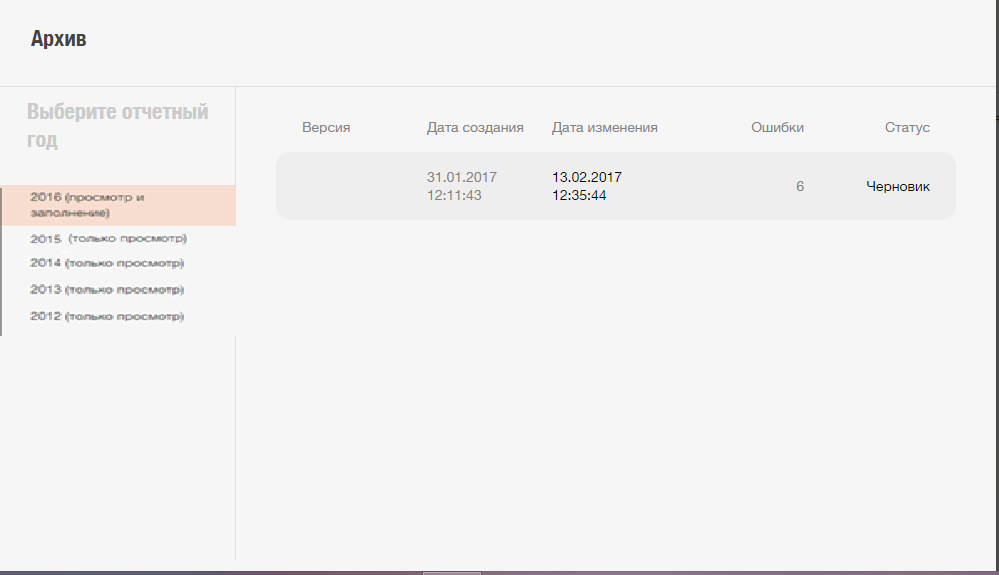 Архив
Выберите отчетный
год
2016 (просмотр и
заполнение)
2015 (только просмотр)
2014 (только просмотр)
2013 (только просмотр)
2012 (только просмотр)
Версия Дата создания Дата изменения Ошибки Статус
31.01.2017 13.02.2017
12:11:43 12:35:44
6 Черновик